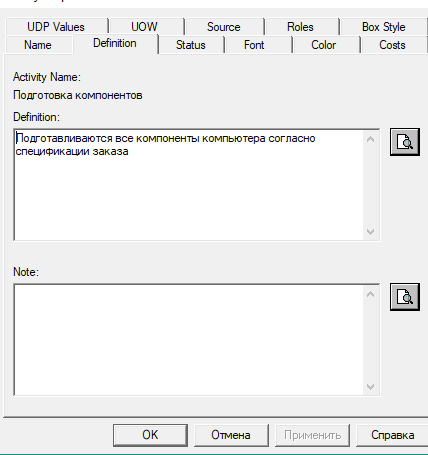 UDP Values UOW Source Roles Box Style
Name Definition Status Font Color Costs
Activity Name:
Подготовка компонентов
Definition:
Подготавливаются все компоненты компьютера согласно
спецификации заказа
Note:
OK Отмена Применить Справка